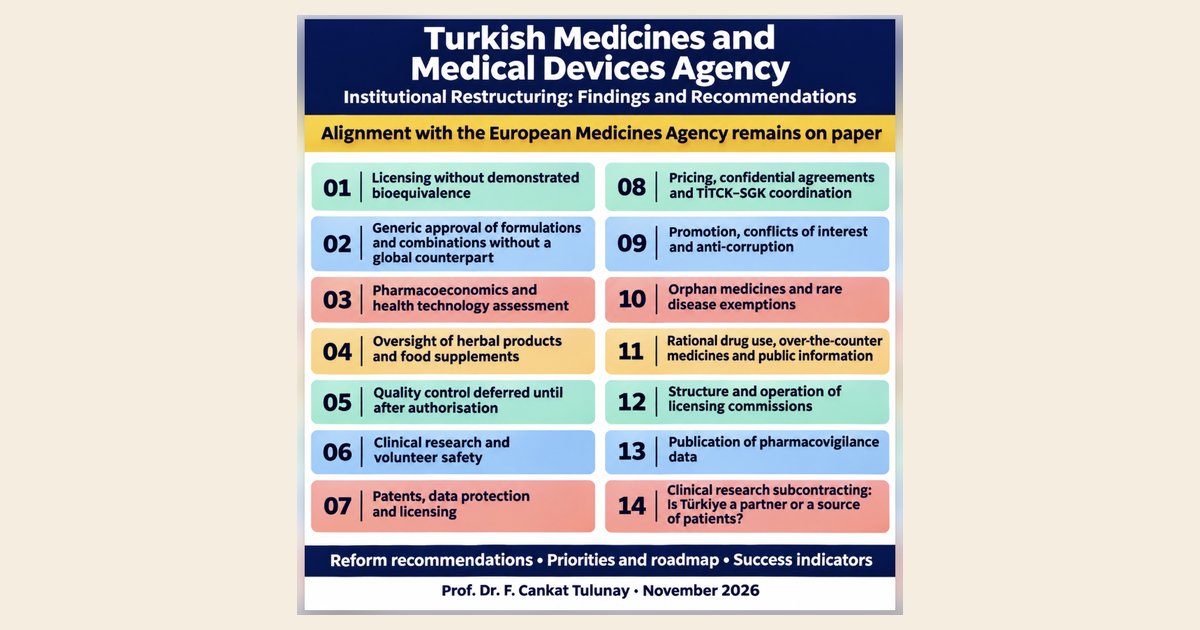 Turkish Medicines and
Medical Devices Agency
Institutional Restructuring: Findings and Recommendations
Alignment with the European Medicines Agency remains on paper
01
Licensing without demonstrated
bioequivalence
02
Generic approval of formulations
and combinations without a
global counterpart
03
Pharmacoeconomics and
health technology assessment
04
Oversight of herbal products
and food supplements
05
Quality control deferred until
after authorisation
06
Clinical research and
volunteer safety
07
Patents, data protection
and licensing
08
Pricing, confidential agreements
and TİTCK–SGK coordination
09
Promotion, conflicts of interest
and anti-corruption
10
Orphan medicines and rare
disease exemptions
11
Rational drug use, over-the-counter
medicines and public information
12
Structure and operation of
licensing commissions
13
Publication of pharmacovigilance
data
14
Clinical research subcontracting:
Is Türkiye a partner or a source
of patients?
Reform recommendations • Priorities and roadmap • Success indicators
Prof. Dr. F. Cankat Tulunay · November 2026